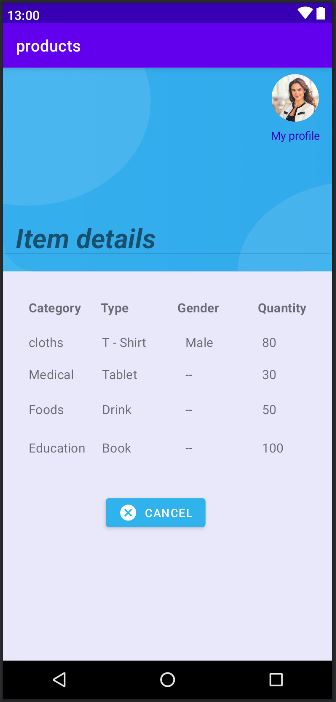 13:00
products
My profile
Item details
Category Type Gender Quantity
cloths T - Shirt Male 80
Medical Tablet -- 30
Foods Drink -- 50
Education Book -- 100
CANCEL